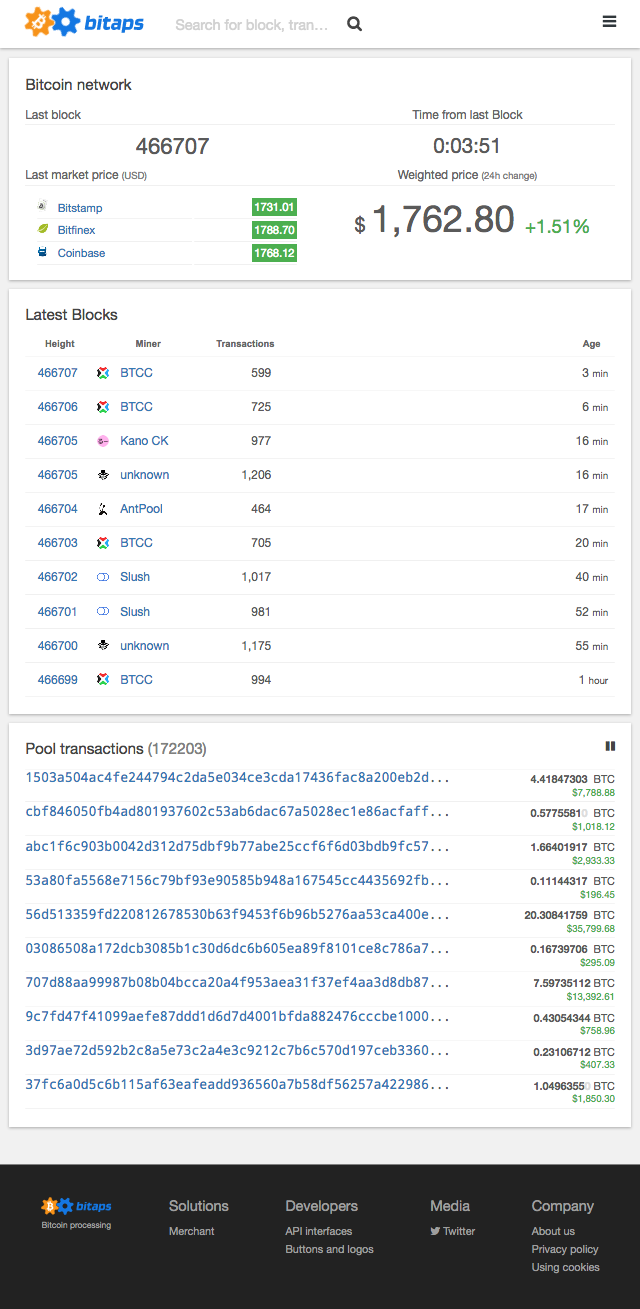 bitaps Search for block, tran...
Bitcoin network
Last block Time from last Block
466707 0:03:51
Last market price (USD) Weighted price (24h change)
Bitstamp 1731.01
Bitfinex 1788.70
Coinbase 1768.12
$ 1,762.80 +1.51%
Latest Blocks
Height Miner Transactions Age
466707 BTCC 599 3 min
466706 BTCC 725 6 min
466705 Kano CK 977 16 min
466705 unknown 1,206 16 min
466704 AntPool 464 17 min
466703 BTCC 705 20 min
466702 Slush 1,017 40 min
466701 Slush 981 52 min
466700 unknown 1,175 55 min
466699 BTCC 994 1 hour
Pool transactions (172203)
1503a504ac4fe244794c2da5e034ce3cda17436fac8a200eb2d... 4.41847303 BTC
$7,788.88
cbf846050fb4ad801937602c53ab6dac67a5028ec1e86acfaff... 0.57755810 BTC
$1,018.12
abc1f6c903b0042d312d75dbf9b77abe25ccf6f6d03bdb9fc57... 1.66401917 BTC
$2,933.33
53a80fa5568e7156c79bf93e90585b948a167545cc4435692fb... 0.11144317 BTC
$196.45
56d513359fd220812678530b63f9453f6b96b5276aa53ca400e... 20.30841759 BTC
$35,799.68
03086508a172dcb3085b1c30d6dc6b605ea89f8101ce8c786a7... 0.16739706 BTC
$295.09
707d88aa99987b08b04bcca20a4f953aea31f37ef4aa3d8db87... 7.59735112 BTC
$13,392.61
9c7fd47f41099aefe87ddd1d6d7d4001bfda882476cccbe1000... 0.43054344 BTC
$758.96
3d97ae72d592b2c8a5e73c2a4e3c9212c7b6c570d197ceb3360... 0.23106712 BTC
$407.33
37fc6a0d5c6b115af63eafeadd936560a7b58df56257a422986... 1.04963550 BTC
$1,850.30
bitaps
Bitcoin processing
Solutions
Merchant
Developers
API interfaces
Buttons and logos
Media
Twitter
Company
About us
Privacy policy
Using cookies